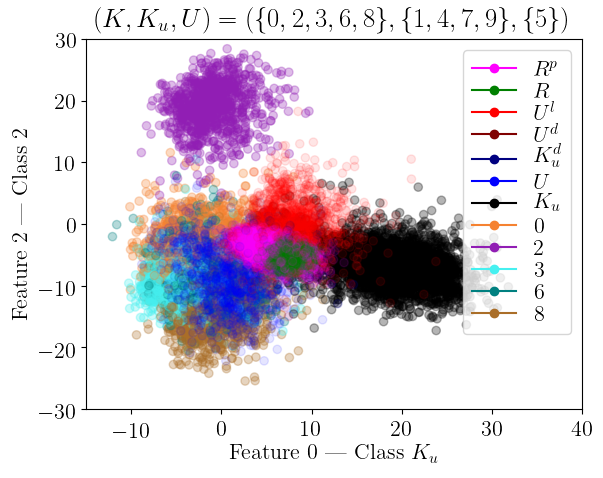 (K, K_u, U) = ({0, 2, 3, 6, 8}, {1, 4, 7, 9}, {5})
Feature 2 — Class 2
30
20
10
0
−10
−20
−30
−10 0 10 20 30 40
Feature 0 — Class K_u
R^p
R
U^l
U^d
K_u^d
U
K_u
0
2
3
6
8